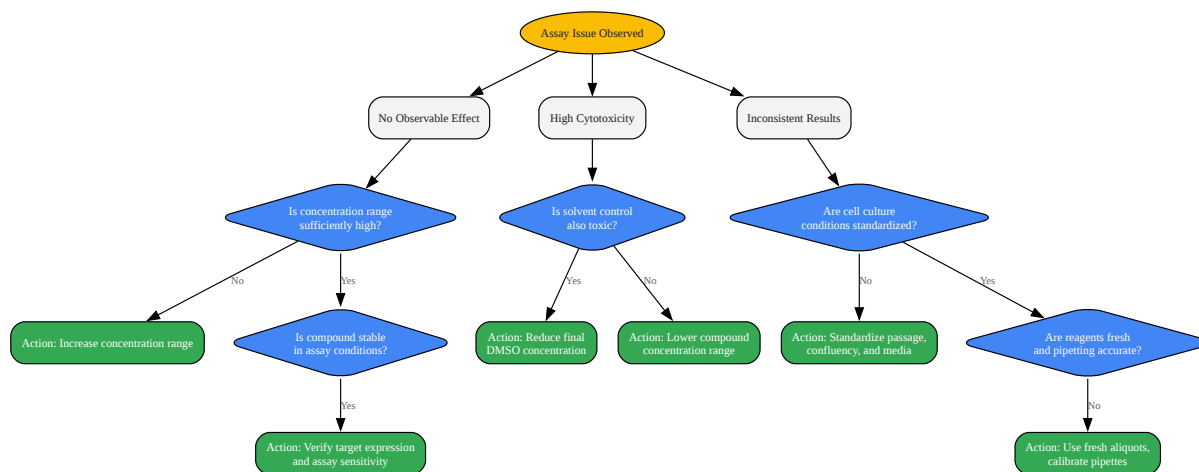 Assay Issue Observed
No Observable Effect
High Cytotoxicity
Inconsistent Results
Is concentration range
sufficiently high?
Is solvent control
also toxic?
Are cell culture
conditions standardized?
No
Yes
Yes
No
No
Yes
Action: Increase concentration range
Is compound stable
in assay conditions?
Action: Reduce final
DMSO concentration
Action: Lower compound
concentration range
Action: Standardize passage,
confluency, and media
Are reagents fresh
and pipetting accurate?
Yes
No
Action: Verify target expression
and assay sensitivity
Action: Use fresh aliquots,
calibrate pipettes